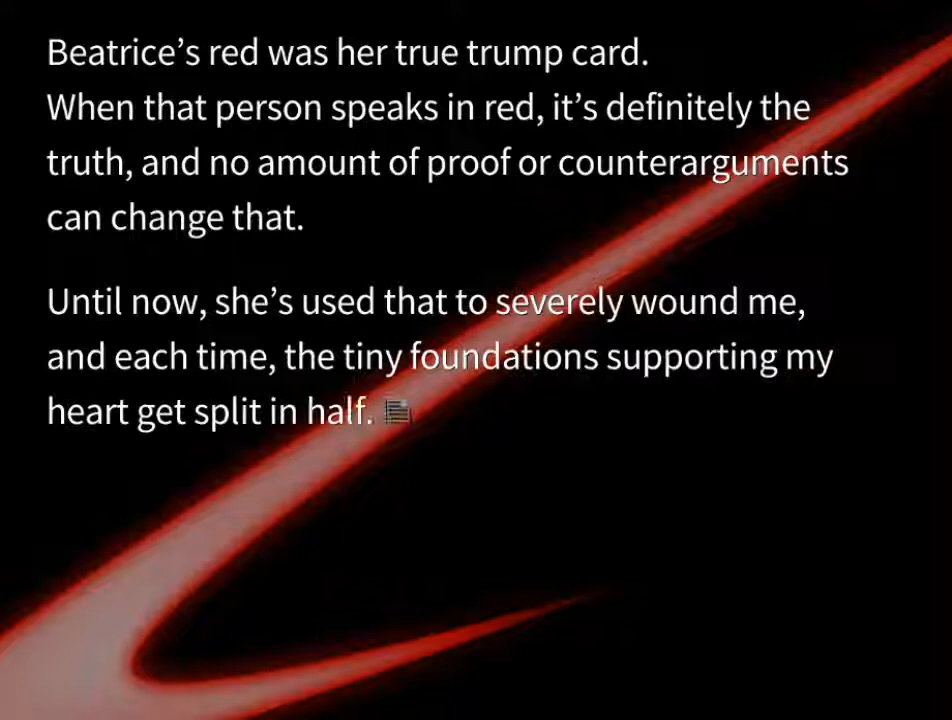 Beatrice’s red was her true trump card.
When that person speaks in red, it’s definitely the
truth, and no amount of proof or counterarguments
can change that.
Until now, she’s used that to severely wound me,
and each time, the tiny foundations supporting my
heart get split in half.